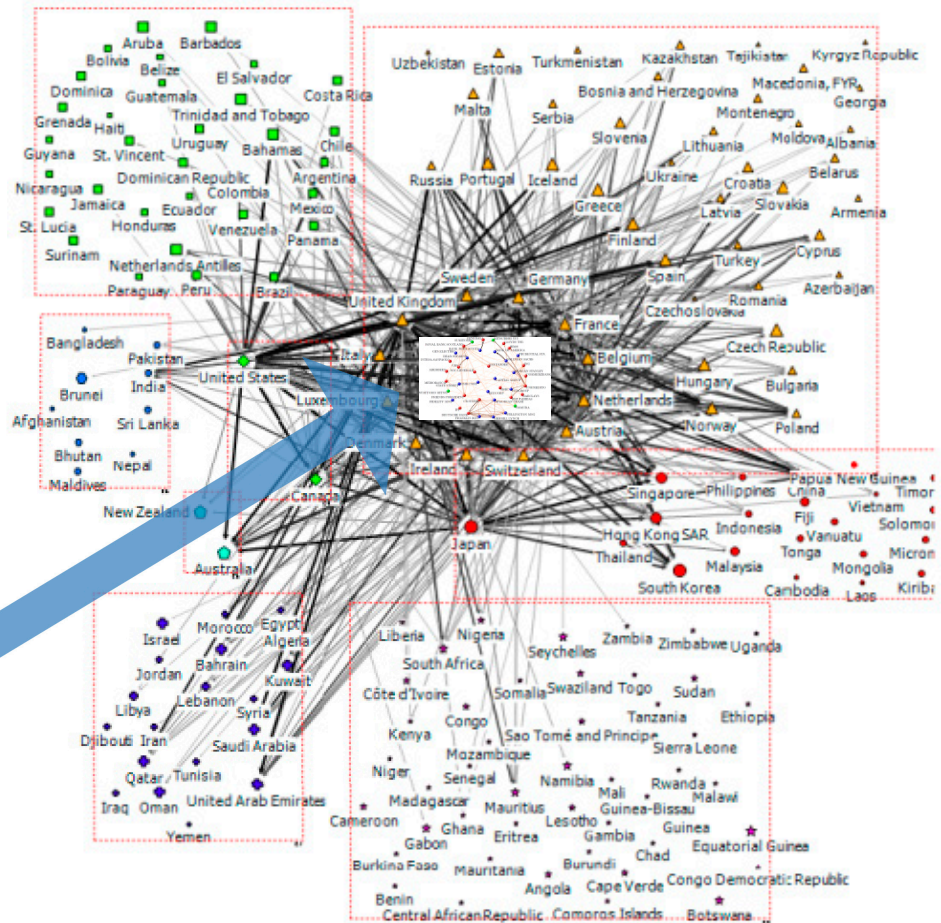 Aruba
Barbados
Bolivia
Belize
El Salvador
Dominica
Guatemala
Costa Rica
Grenada
Haiti
Trinidad and Tobago
Uruguay
Bahamas
Chile
Guyana
St. Vincent
Dominican Republic
Argentina
Nicaragua
Jamaica
Colombia
Ecuador
Mexico
St. Lucia
Honduras
Venezuela
Panama
Surinam
Netherlands Antilles
Paraguay
Peru
Brazil
Uzbekistan
Estonia
Turkmenistan
Kazakhstan
Tajikistan
Kyrgyz Republic
Bosnia and Herzegovina
Macedonia, FYR
Georgia
Malta
Serbia
Montenegro
Slovenia
Lithuania
Moldova
Albania
Russia
Portugal
Iceland
Ukraine
Croatia
Belarus
Greece
Latvia
Slovakia
Armenia
Finland
Turkey
Cyprus
Sweden
Germany
Spain
Romania
Azerbaijan
United Kingdom
Czechoslovakia
France
Czech Republic
Italy
Belgium
Hungary
Bulgaria
Luxembourg
Netherlands
Norway
Poland
Denmark
Austria
Ireland
Switzerland
Bangladesh
Pakistan
United States
Brunei
India
Afghanistan
Sri Lanka
Bhutan
Nepal
Maldives
Canada
New Zealand
Australia
Japan
Singapore
Philippines
Papua New Guinea
China
Timor
Hong Kong SAR
Indonesia
Fiji
Vietnam
Solomo
Thailand
Vanuatu
Malaysia
Tonga
Micron
South Korea
Mongolia
Cambodia
Laos
Kiriba
Israel
Morocco
Egypt
Algeria
Jordan
Bahrain
Kuwait
Libya
Lebanon
Syria
Djibouti
Iran
Saudi Arabia
Qatar
Tunisia
Iraq
Oman
United Arab Emirates
Yemen
Liberia
Nigeria
Zambia
Zimbabwe
Uganda
South Africa
Seychelles
Côte d'Ivoire
Somalia
Swaziland
Togo
Sudan
Congo
Tanzania
Ethiopia
Kenya
Sao Tomé and Principe
Mozambique
Sierra Leone
Niger
Senegal
Namibia
Rwanda
Madagascar
Mauritius
Mali
Malawi
Cameroon
Lesotho
Guinea-Bissau
Ghana
Eritrea
Gambia
Guinea
Gabon
Equatorial Guinea
Burkina Faso
Mauritania
Burundi
Chad
Congo Democratic Republic
Benin
Angola
Cape Verde
Central African Republic
Comoros Islands
Botswana